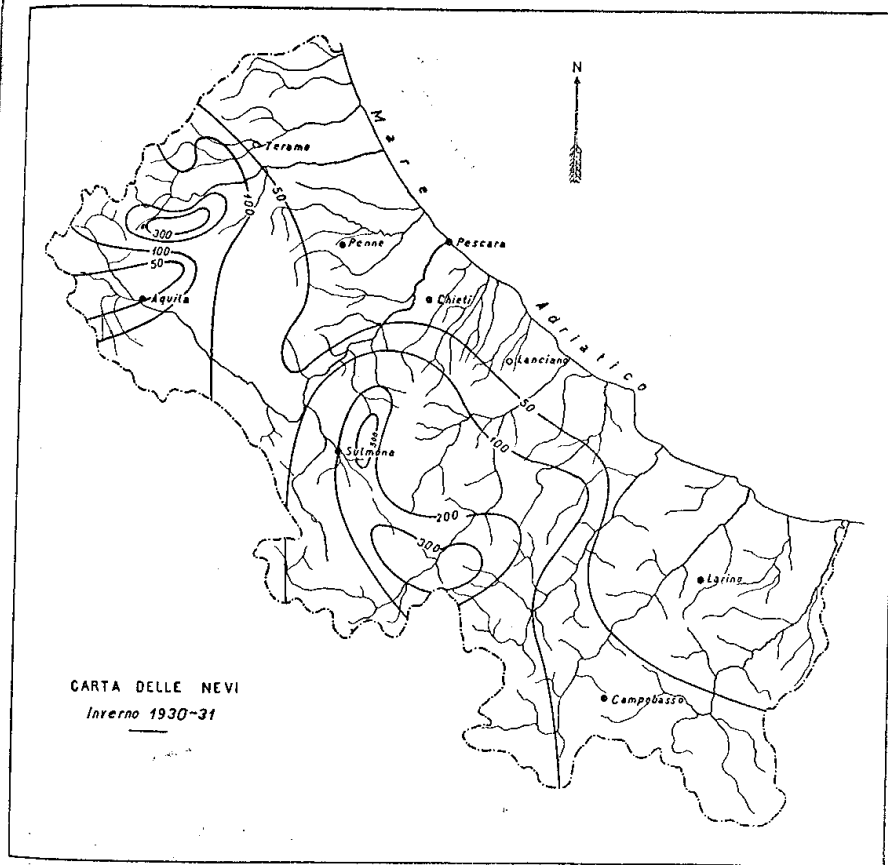 N
Mare
Adriatico
Teramo
50
100
300
Penne
Pescara
100
50
Aquila
Chieti
Lanciano
50
100
300
Sulmona
200
300
Larino
CARTA DELLE NEVI
Inverno 1930-31
Campobasso